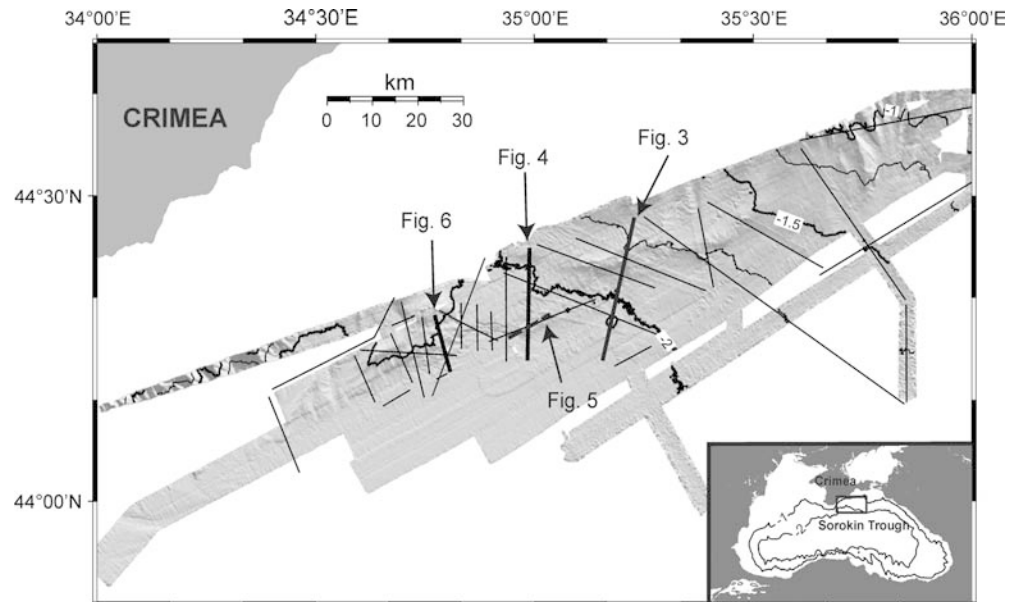 34°00'E 34°30'E 35°00'E 35°30'E 36°00'E
km
0 10 20 30
CRIMEA
-1
Fig. 3
Fig. 4
44°30'N
Fig. 6
-1.5
-2
Fig. 5
44°00'N
Crimea
-2
Sorokin Trough